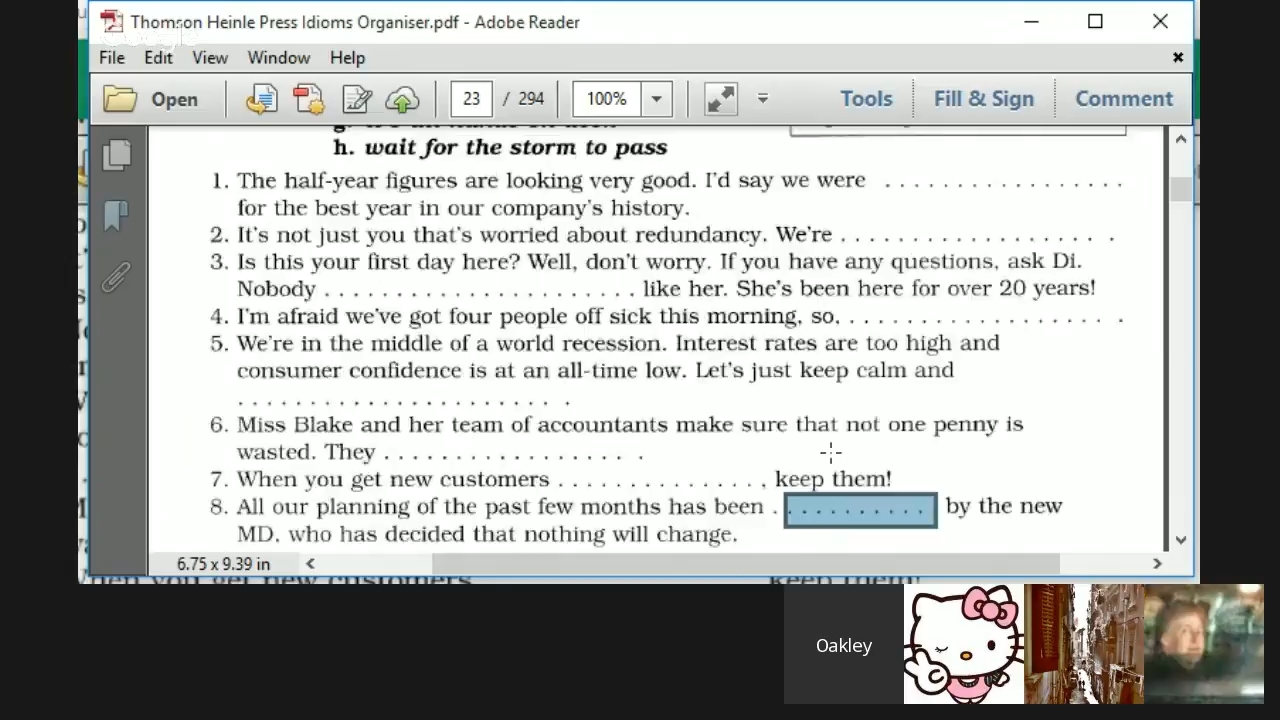 Thomson Heinle Press Idioms Organiser.pdf - Adobe Reader
Google
File Edit View Window Help
Open 23 / 294 100% Tools Fill & Sign Comment
h. wait for the storm to pass
1. The half-year figures are looking very good. I'd say we were . . . . . . . . . . . . . . . . . .
for the best year in our company's history.
2. It's not just you that's worried about redundancy. We're . . . . . . . . . . . . . . . . . . . .
3. Is this your first day here? Well, don't worry. If you have any questions, ask Di.
Nobody . . . . . . . . . . . . . . . . . . . . . . . like her. She's been here for over 20 years!
4. I'm afraid we've got four people off sick this morning, so. . . . . . . . . . . . . . . . . . . . .
5. We're in the middle of a world recession. Interest rates are too high and
consumer confidence is at an all-time low. Let's just keep calm and
. . . . . . . . . . . . . . . . . . . . . . . .
6. Miss Blake and her team of accountants make sure that not one penny is
wasted. They . . . . . . . . . . . . . . . . . . .
7. When you get new customers . . . . . . . . . . . . . . . , keep them!
8. All our planning of the past few months has been . . . . . . . . . . . by the new
MD, who has decided that nothing will change.
6.75 x 9.39 in
When you get new customers keep them!
Oakley